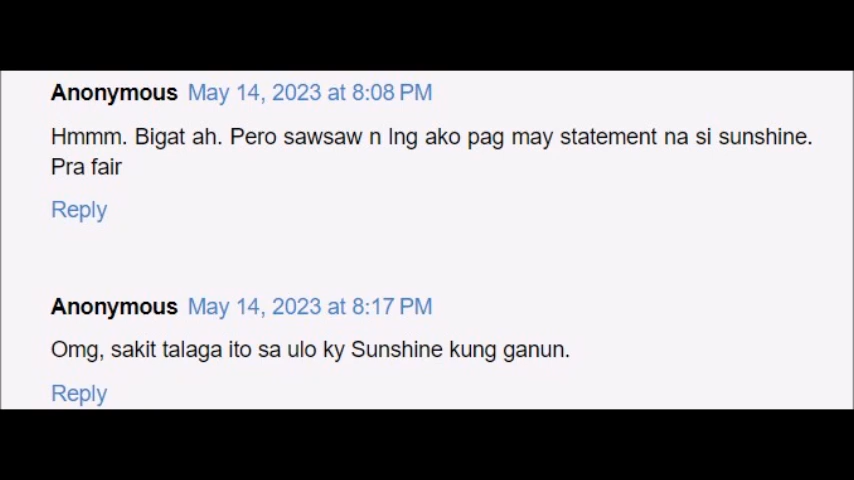 Anonymous May 14, 2023 at 8:08 PM
Hmmm. Bigat ah. Pero sawsaw n lng ako pag may statement na si sunshine.
Pra fair
Reply
Anonymous May 14, 2023 at 8:17 PM
Omg, sakit talaga ito sa ulo ky Sunshine kung ganun.
Reply